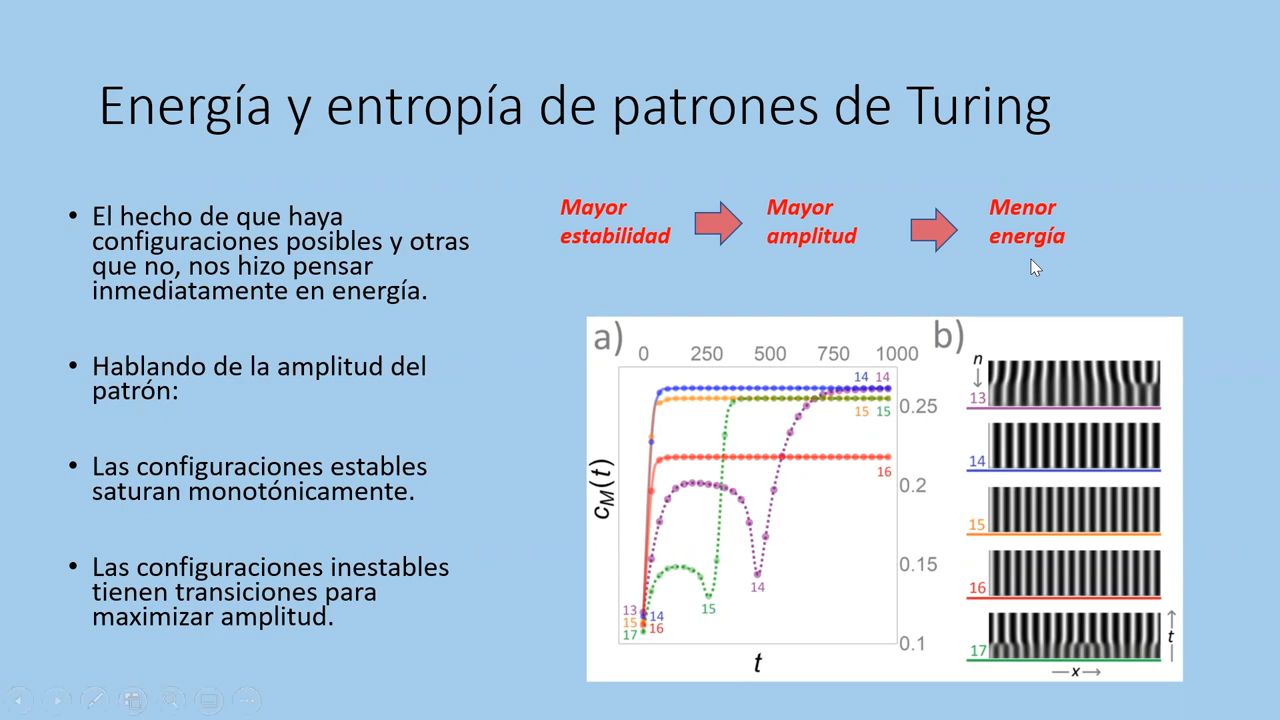 Energía y entropía de patrones de Turing
• El hecho de que haya
configuraciones posibles y otras
que no, nos hizo pensar
inmediatamente en energía.
• Hablando de la amplitud del
patrón:
• Las configuraciones estables
saturan monotónicamente.
• Las configuraciones inestables
tienen transiciones para
maximizar amplitud.
Mayor
estabilidad
Mayor
amplitud
Menor
energía
a)
0 250 500 750 1000
14 14
15 15
16
0.25
0.2
0.15
0.1
cM(t)
14
15
13 14
15 16
17
t
b)
n
13
14
15
16
17
t
x